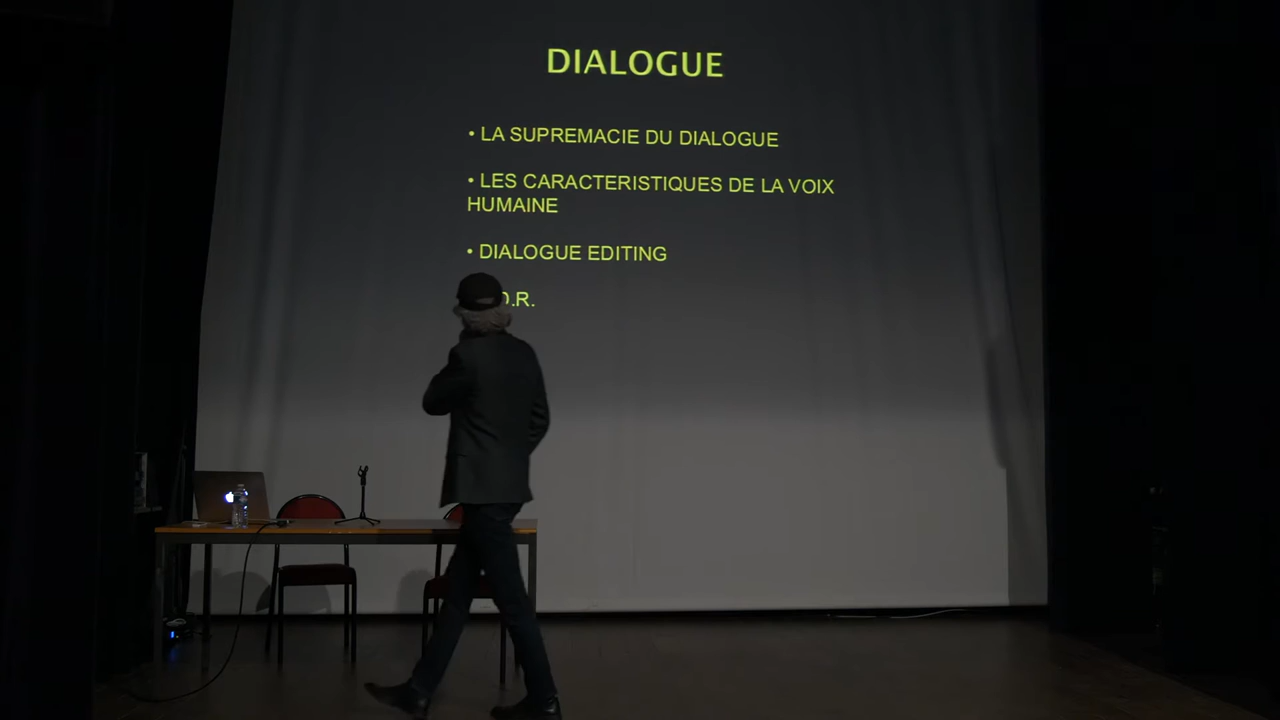 DIALOGUE
• LA SUPREMACIE DU DIALOGUE
• LES CARACTERISTIQUES DE LA VOIX
HUMAINE
• DIALOGUE EDITING
D.R.